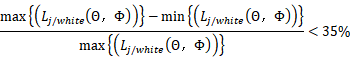 max{(L_{j/white}(Θ, Φ))} − min{(L_{j/white}(Θ, Φ))}
max{(L_{j/white}(Θ, Φ))}
< 35%